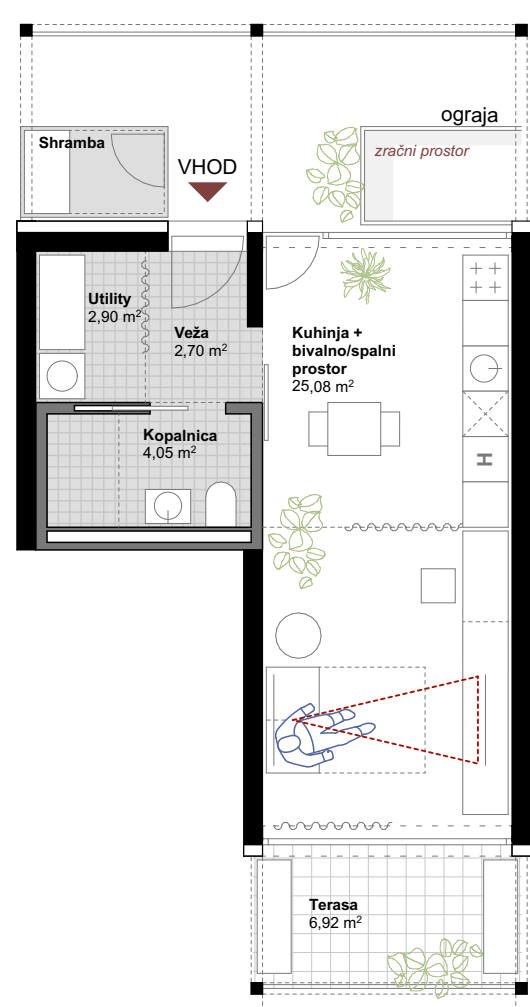 ograja
Shramba
zračni prostor
VHOD
Utility
2,90 m²
Veža
2,70 m²
Kuhinja +
bivalno/spalni
prostor
25,08 m²
Kopalnica
4,05 m²
H
Terasa
6,92 m²